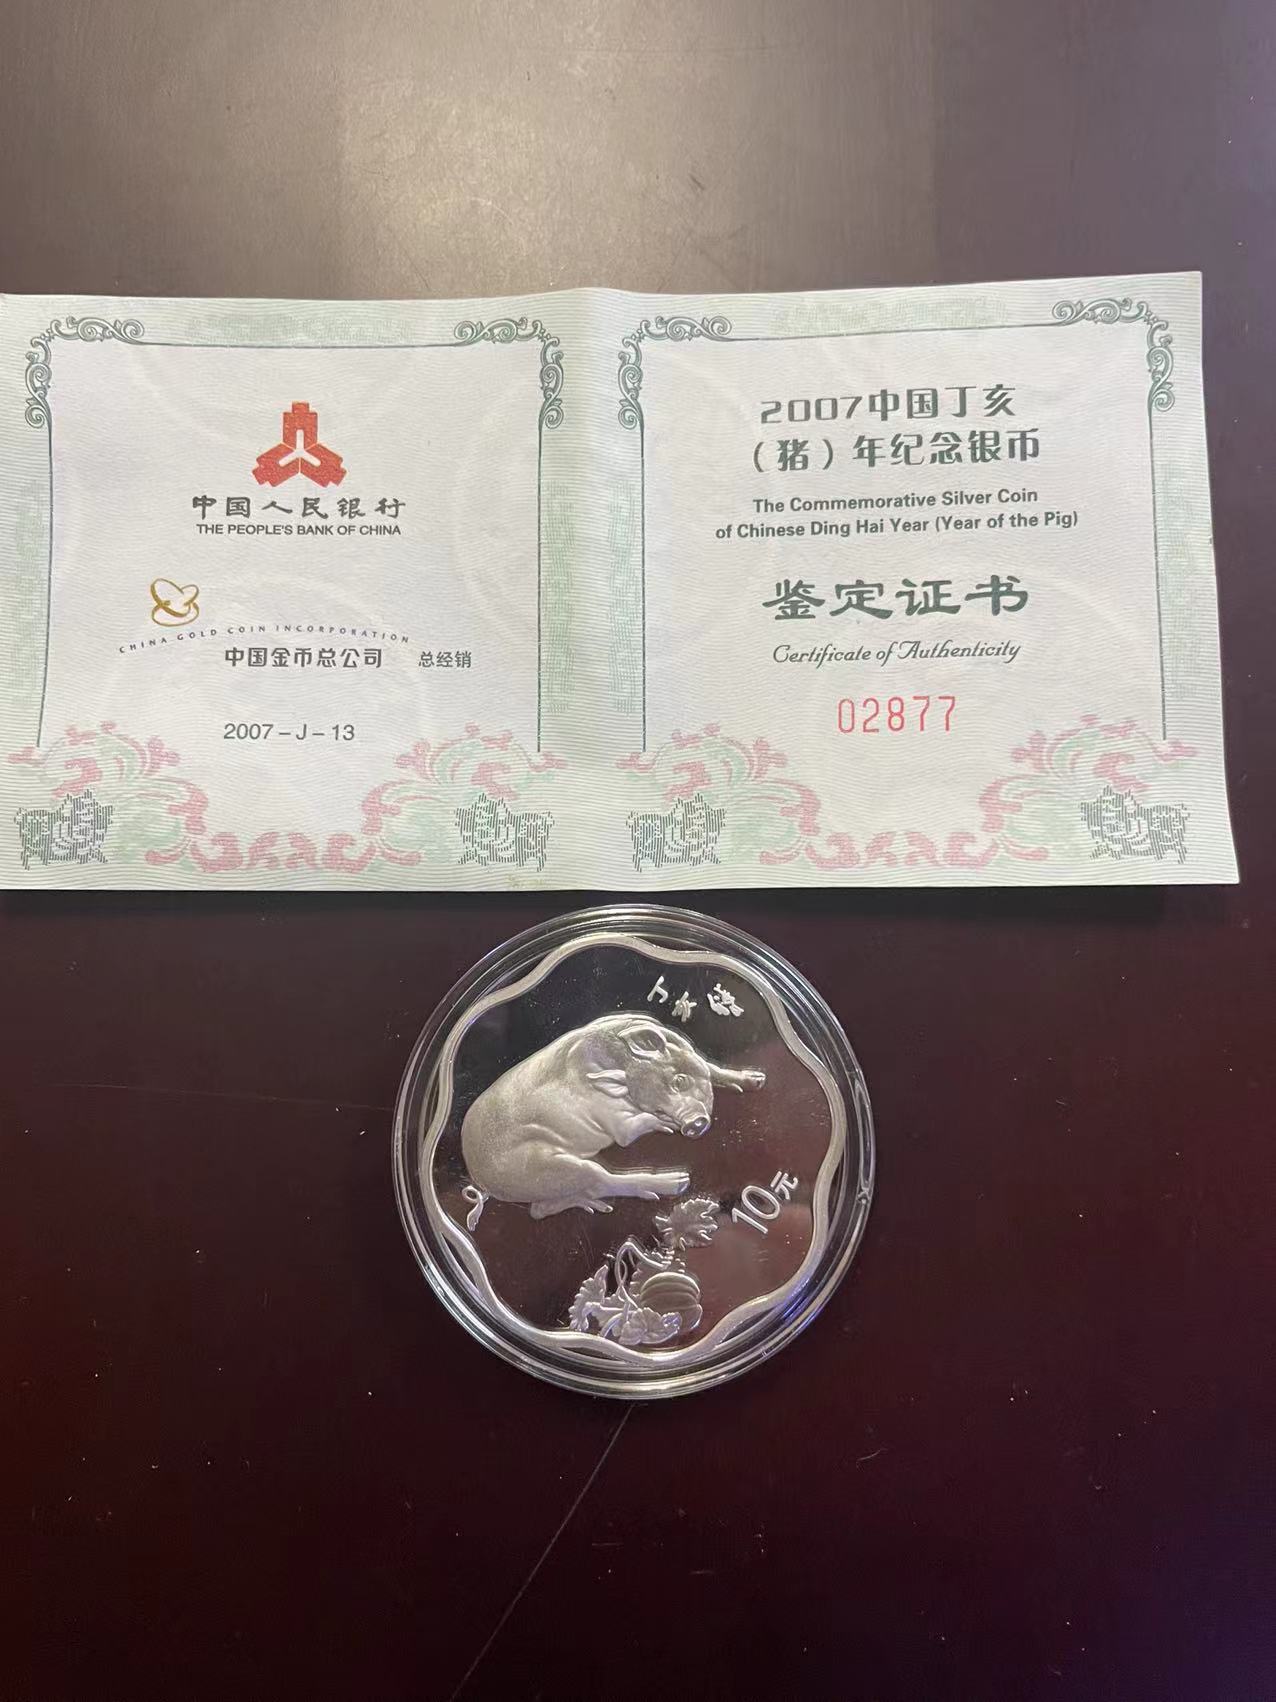 中国人民银行
THE PEOPLE'S BANK OF CHINA
CHINA GOLD COIN INCORPORATION
中国金币总公司 总经销
2007-J-13
2007中国丁亥
（猪）年纪念银币
The Commemorative Silver Coin
of Chinese Ding Hai Year (Year of the Pig)
鉴定证书
Certificate of Authenticity
02877
丁亥猪
10元